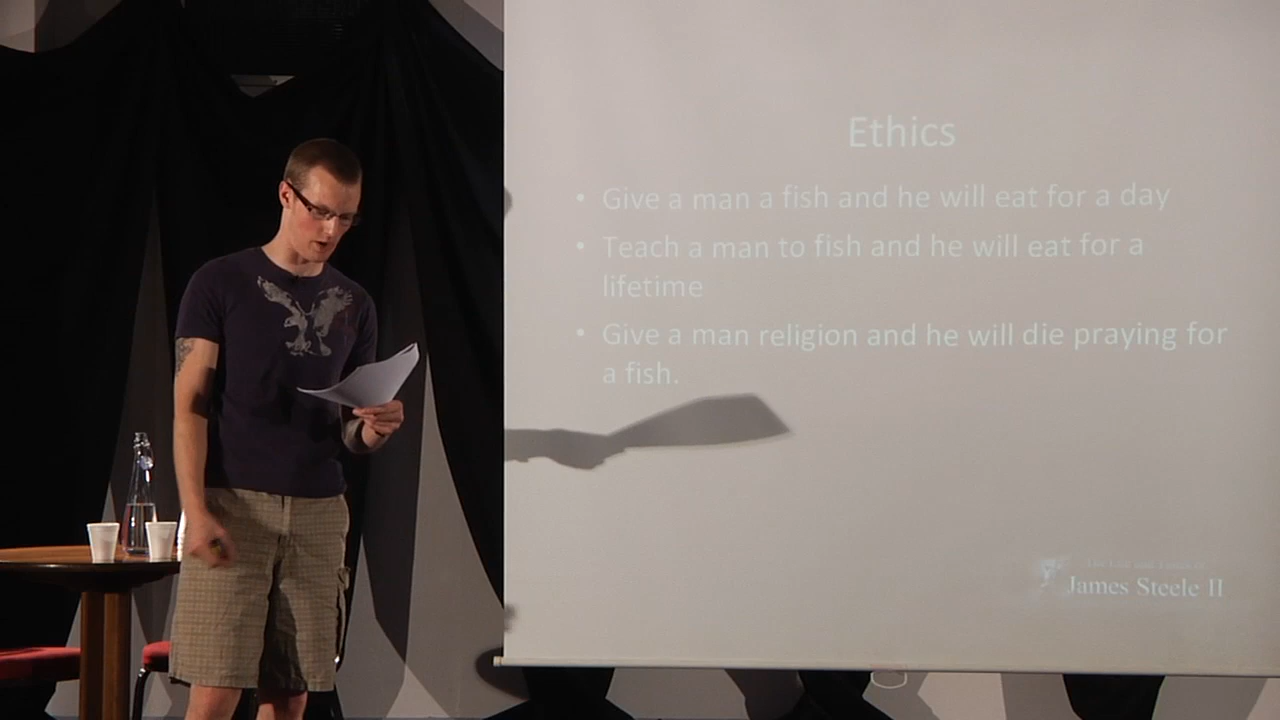 Ethics
• Give a man a fish and he will eat for a day
• Teach a man to fish and he will eat for a
lifetime
• Give a man religion and he will die praying for
a fish.
James Steele II